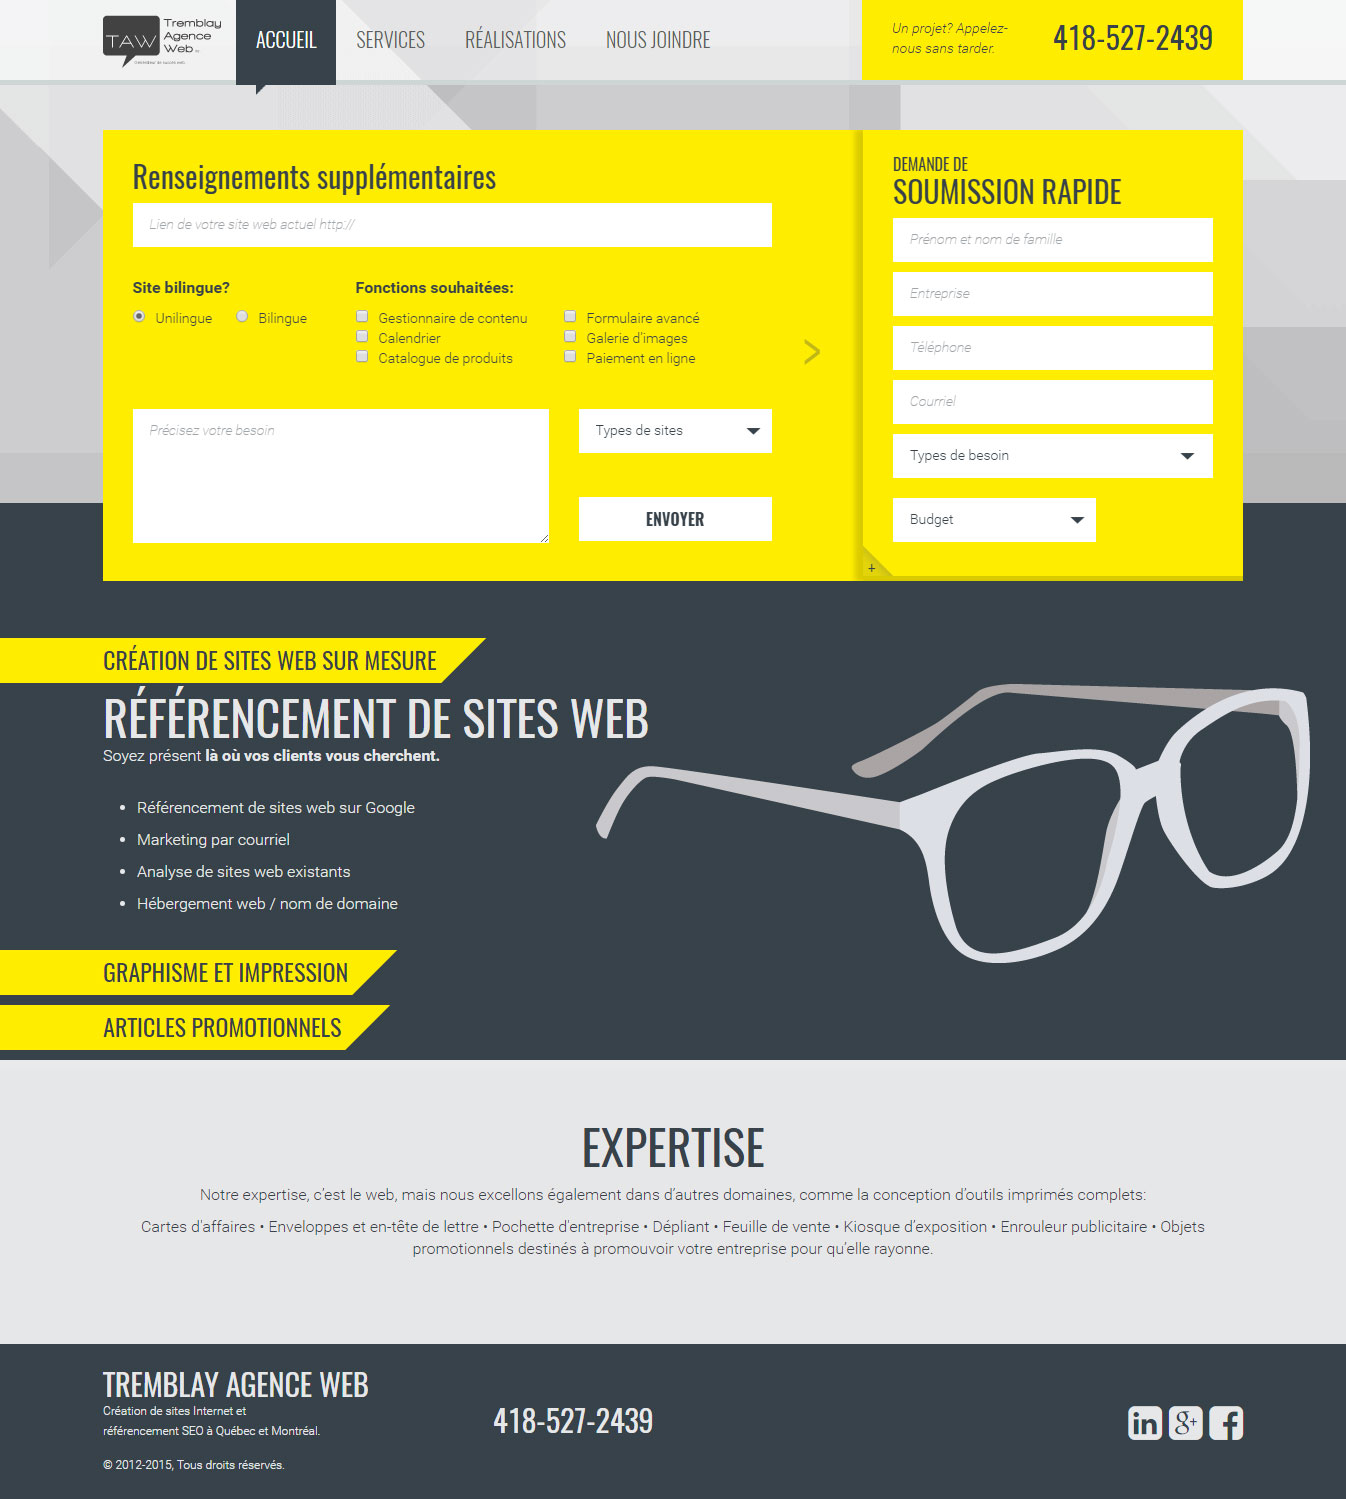 TAW
Tremblay
Agence
Web
ACCUEIL
SERVICES
RÉALISATIONS
NOUS JOINDRE
Un projet? Appelez-
nous sans tarder.
418-527-2439
Renseignements supplémentaires
Lien de votre site web actuel http://
Site bilingue?
Unilingue
Bilingue
Fonctions souhaitées:
Gestionnaire de contenu
Formulaire avancé
Calendrier
Galerie d'images
Catalogue de produits
Paiement en ligne
Précisez votre besoin
Types de sites
ENVOYER
DEMANDE DE
SOUMISSION RAPIDE
Prénom et nom de famille
Entreprise
Téléphone
Courriel
Types de besoin
Budget
+
CRÉATION DE SITES WEB SUR MESURE
RÉFÉRENCEMENT DE SITES WEB
Soyez présent là où vos clients vous cherchent.
• Référencement de sites web sur Google
• Marketing par courriel
• Analyse de sites web existants
• Hébergement web / nom de domaine
GRAPHISME ET IMPRESSION
ARTICLES PROMOTIONNELS
EXPERTISE
Notre expertise, c'est le web, mais nous excellons également dans d'autres domaines, comme la conception d'outils imprimés complets:
Cartes d'affaires • Enveloppes et en-tête de lettre • Pochette d'entreprise • Dépliant • Feuille de vente • Kiosque d'exposition • Enrouleur publicitaire • Objets
promotionnels destinés à promouvoir votre entreprise pour qu'elle rayonne.
TREMBLAY AGENCE WEB
Création de sites Internet et
référencement SEO à Québec et Montréal.
© 2012-2015, Tous droits réservés.
418-527-2439
in
g+
f